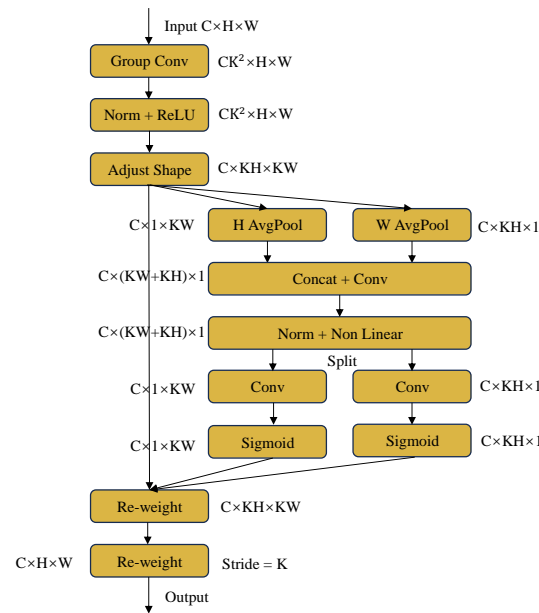 Input C×H×W
Group Conv
CK²×H×W
Norm + ReLU
CK²×H×W
Adjust Shape
C×KH×KW
C×1×KW
H AvgPool
W AvgPool
C×KH×1
C×(KW+KH)×1
Concat + Conv
C×(KW+KH)×1
Norm + Non Linear
Split
C×1×KW
Conv
Conv
C×KH×1
C×1×KW
Sigmoid
Sigmoid
C×KH×1
Re-weight
C×KH×KW
C×H×W
Re-weight
Stride = K
Output